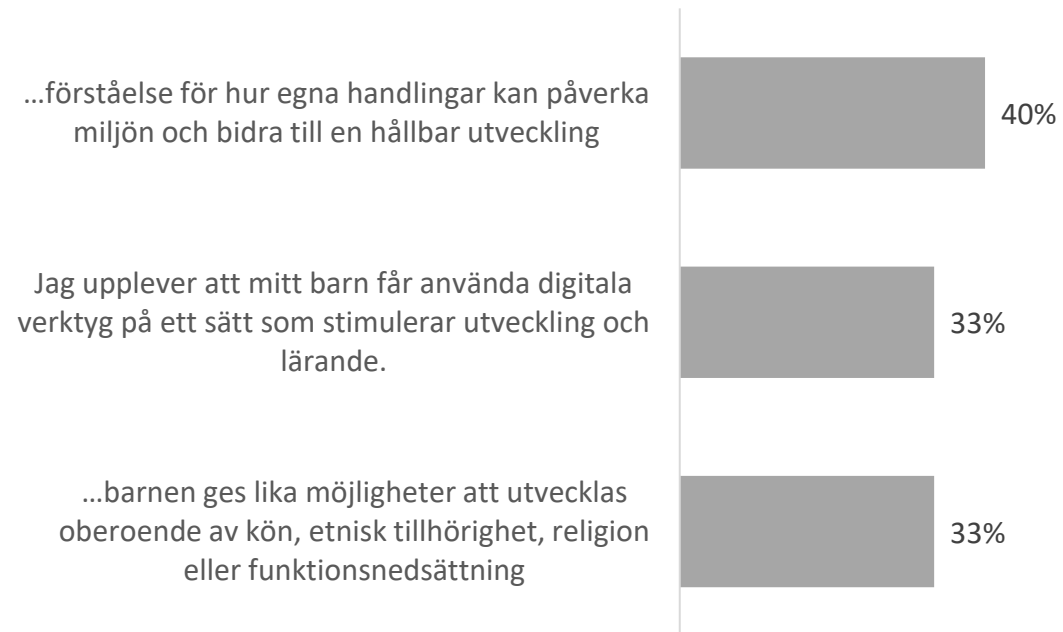 ...förståelse för hur egna handlingar kan påverka
miljön och bidra till en hållbar utveckling
40%
Jag upplever att mitt barn får använda digitala
verktyg på ett sätt som stimulerar utveckling och
lärande.
33%
...barnen ges lika möjligheter att utvecklas
oberoende av kön, etnisk tillhörighet, religion
eller funktionsnedsättning
33%